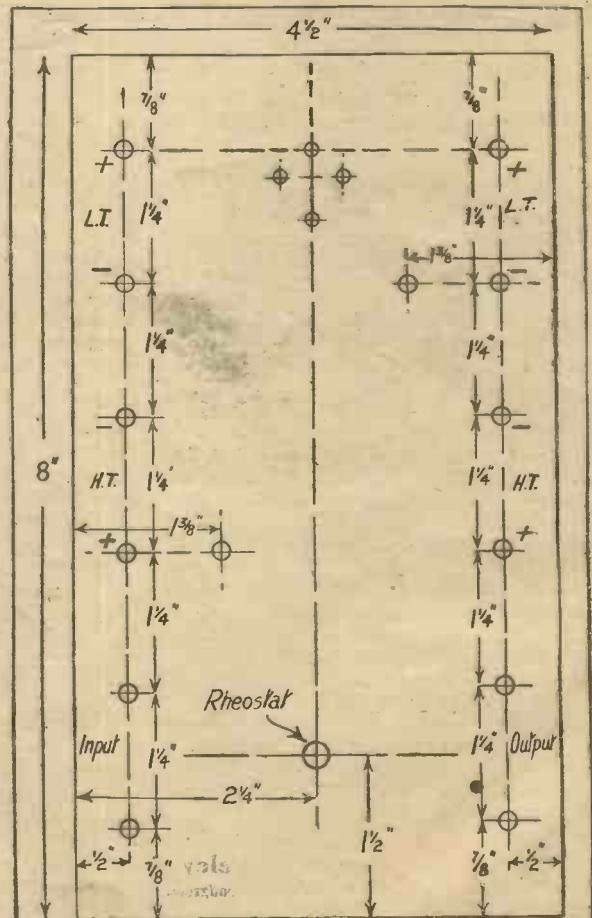 4½"
7/8" 7/8"
+ +
L.T. 1¼" 1¼" L.T.
1⅜"
− −
1¼" 1¼"
8"
− −
H.T. 1¼" 1¼" H.T.
1⅜"
+ +
1¼" 1¼"
Rheostat
Input 1¼" 1¼" Output
2¼"
1½"
½" 7/8" 7/8" ½"